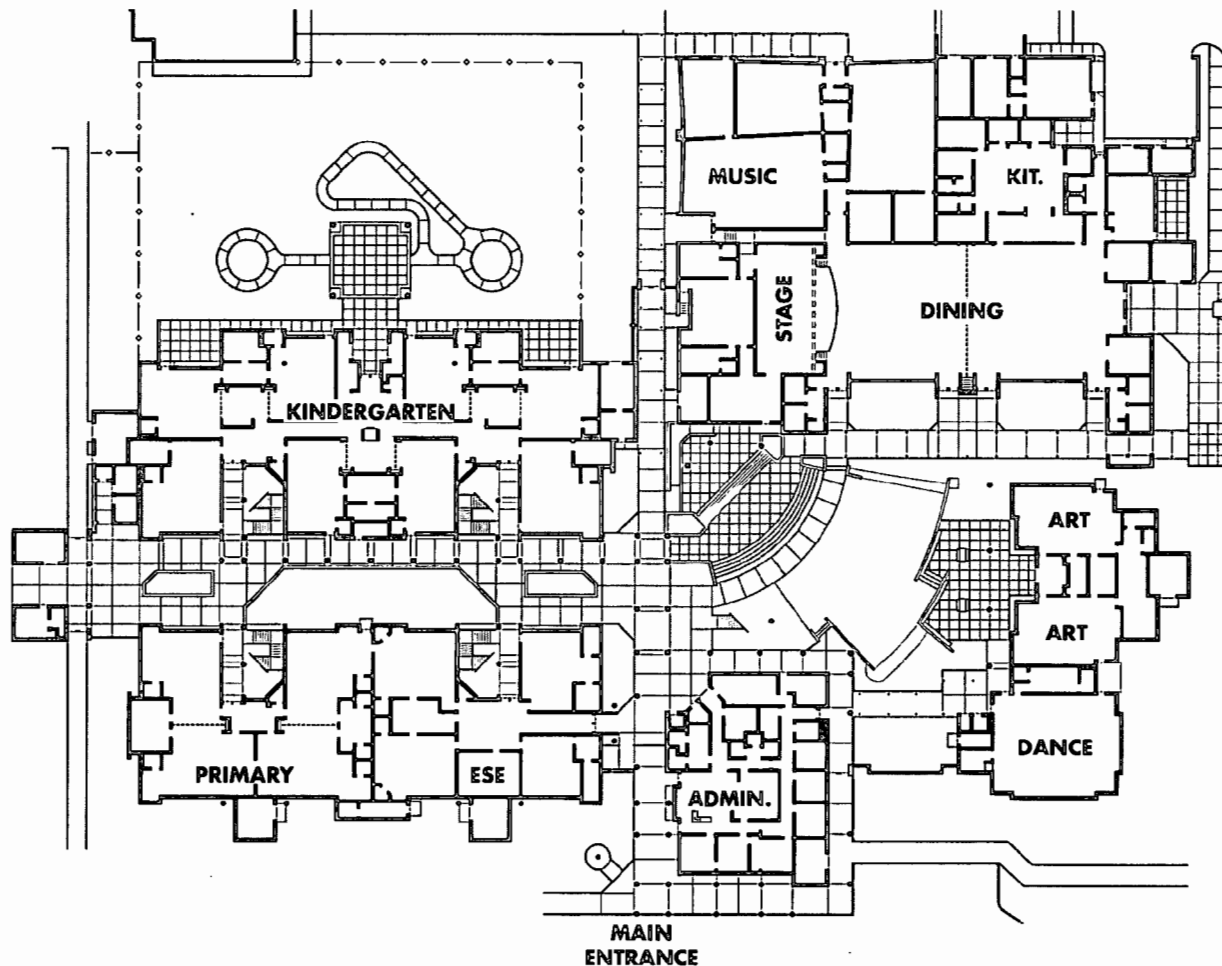 MUSIC
KIT.
STAGE
DINING
KINDERGARTEN
ART
ART
PRIMARY
ESE
ADMIN.
DANCE
MAIN
ENTRANCE